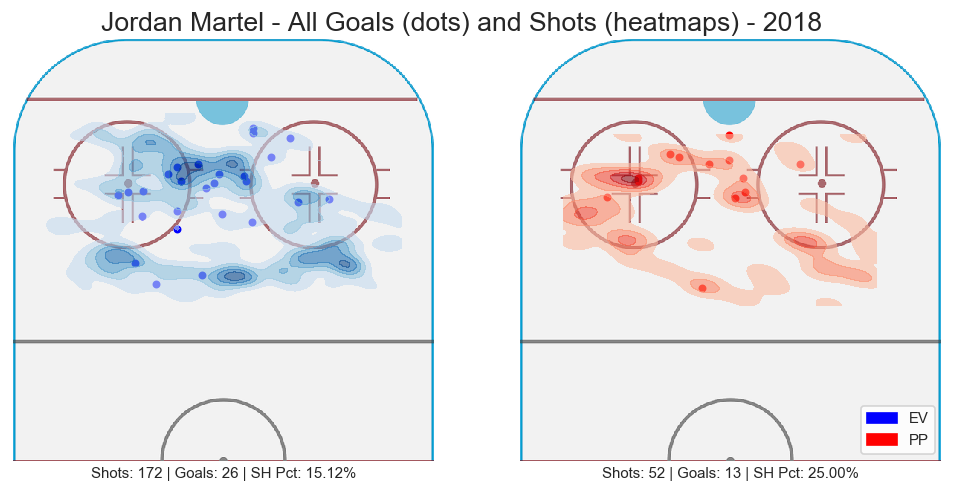 Jordan Martel - All Goals (dots) and Shots (heatmaps) - 2018
EV
PP
Shots: 172 | Goals: 26 | SH Pct: 15.12%
Shots: 52 | Goals: 13 | SH Pct: 25.00%